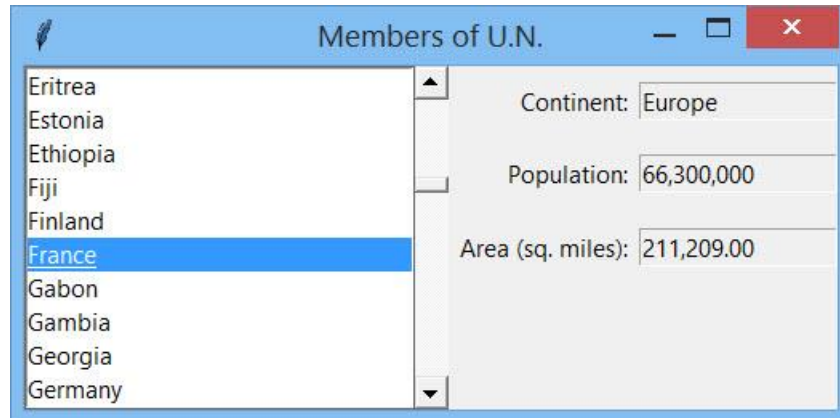 Members of U.N.
Eritrea
Estonia
Ethiopia
Fiji
Finland
France
Gabon
Gambia
Georgia
Germany
Continent: Europe
Population: 66,300,000
Area (sq. miles): 211,209.00